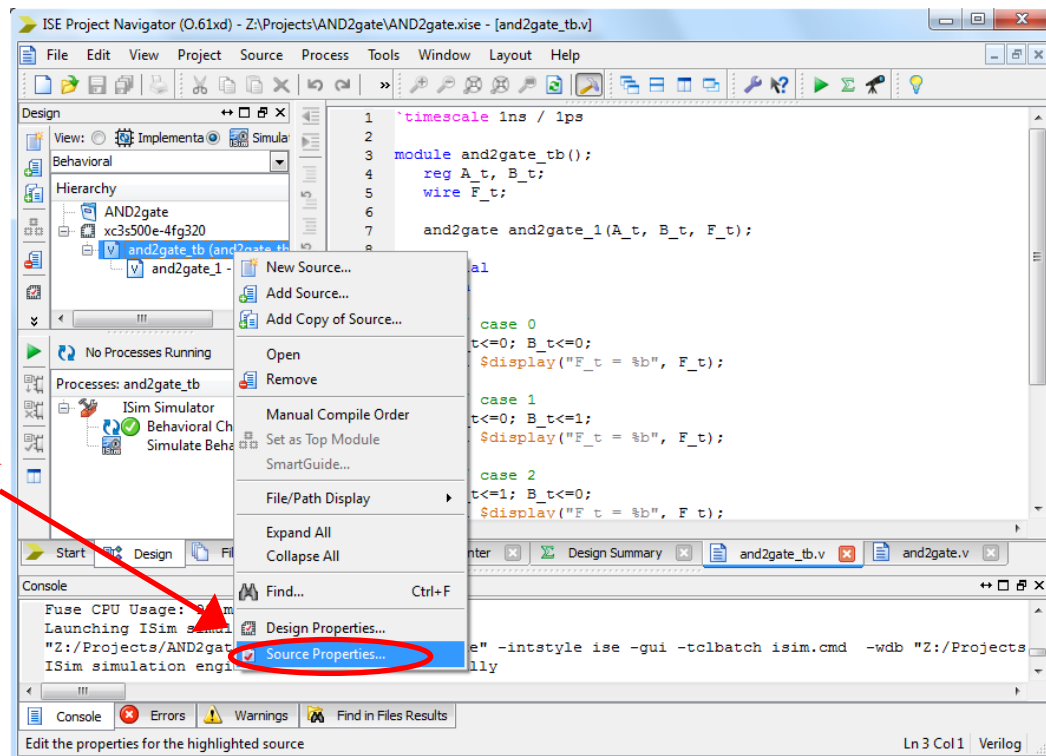 ISE Project Navigator (O.61xd) - Z:\Projects\AND2gate\AND2gate.xise - [and2gate_tb.v]
File Edit View Project Source Process Tools Window Layout Help
Design
View: Implementa Simula
Behavioral
Hierarchy
AND2gate
xc3s500e-4fg320
and2gate_tb (and2gate_tb
and2gate_1 -
No Processes Running
Processes: and2gate_tb
ISim Simulator
Behavioral Ch
Simulate Beha
New Source...
Add Source...
Add Copy of Source...
Open
Remove
Manual Compile Order
Set as Top Module
SmartGuide...
File/Path Display
Expand All
Collapse All
Find... Ctrl+F
Design Properties...
Source Properties...
1 `timescale 1ns / 1ps
2
3 module and2gate_tb();
4 reg A_t, B_t;
5 wire F_t;
6
7 and2gate and2gate_1(A_t, B_t, F_t);
8
al
case 0
t<=0; B_t<=0;
$display("F_t = %b", F_t);
case 1
t<=0; B_t<=1;
$display("F_t = %b", F_t);
case 2
t<=1; B_t<=0;
$display("F_t = %b", F_t);
Start Design Fil nter Design Summary and2gate_tb.v and2gate.v
Console
Fuse CPU Usage: m
Launching ISim simul
"Z:/Projects/AND2gat e" -intstyle ise -gui -tclbatch isim.cmd -wdb "Z:/Projects
ISim simulation engi lly
Console Errors Warnings Find in Files Results
Edit the properties for the highlighted source Ln 3 Col 1 Verilog